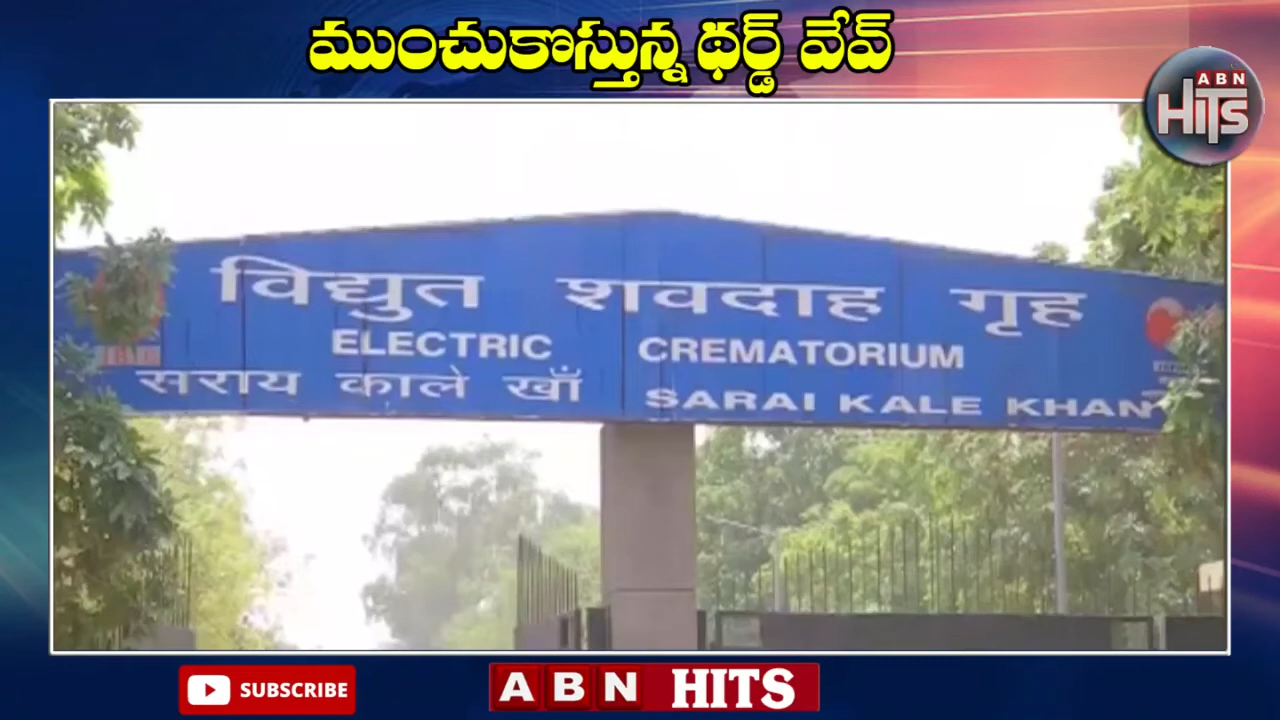 ముంచుకొస్తున్న థర్డ్ వేవ్
ABN
HITS
विद्युत शवदाह गृह
ELECTRIC CREMATORIUM
सराय काले खाँ SARAI KALE KHAN
SUBSCRIBE
ABN HITS